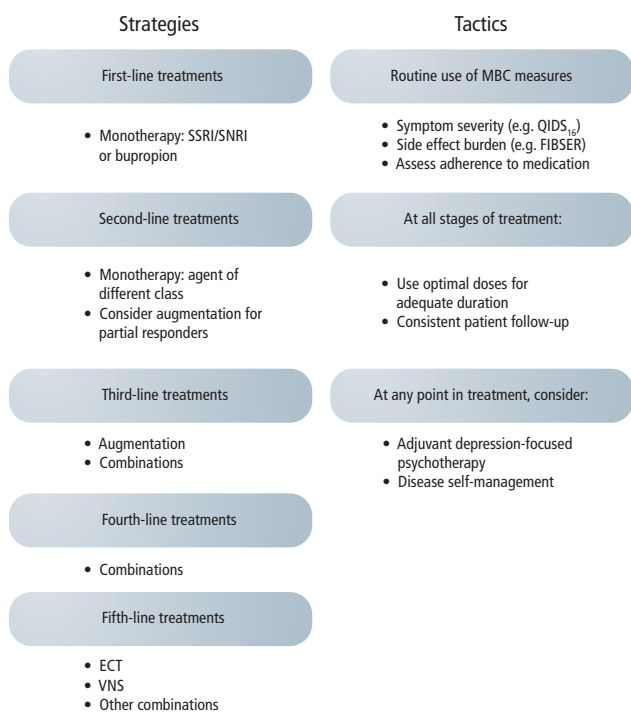 Strategies
First-line treatments
• Monotherapy: SSRI/SNRI
or bupropion
Second-line treatments
• Monotherapy: agent of
different class
• Consider augmentation for
partial responders
Third-line treatments
• Augmentation
• Combinations
Fourth-line treatments
• Combinations
Fifth-line treatments
• ECT
• VNS
• Other combinations
Tactics
Routine use of MBC measures
• Symptom severity (e.g. QIDS₁₆)
• Side effect burden (e.g. FIBSER)
• Assess adherence to medication
At all stages of treatment:
• Use optimal doses for
adequate duration
• Consistent patient follow-up
At any point in treatment, consider:
• Adjuvant depression-focused
psychotherapy
• Disease self-management